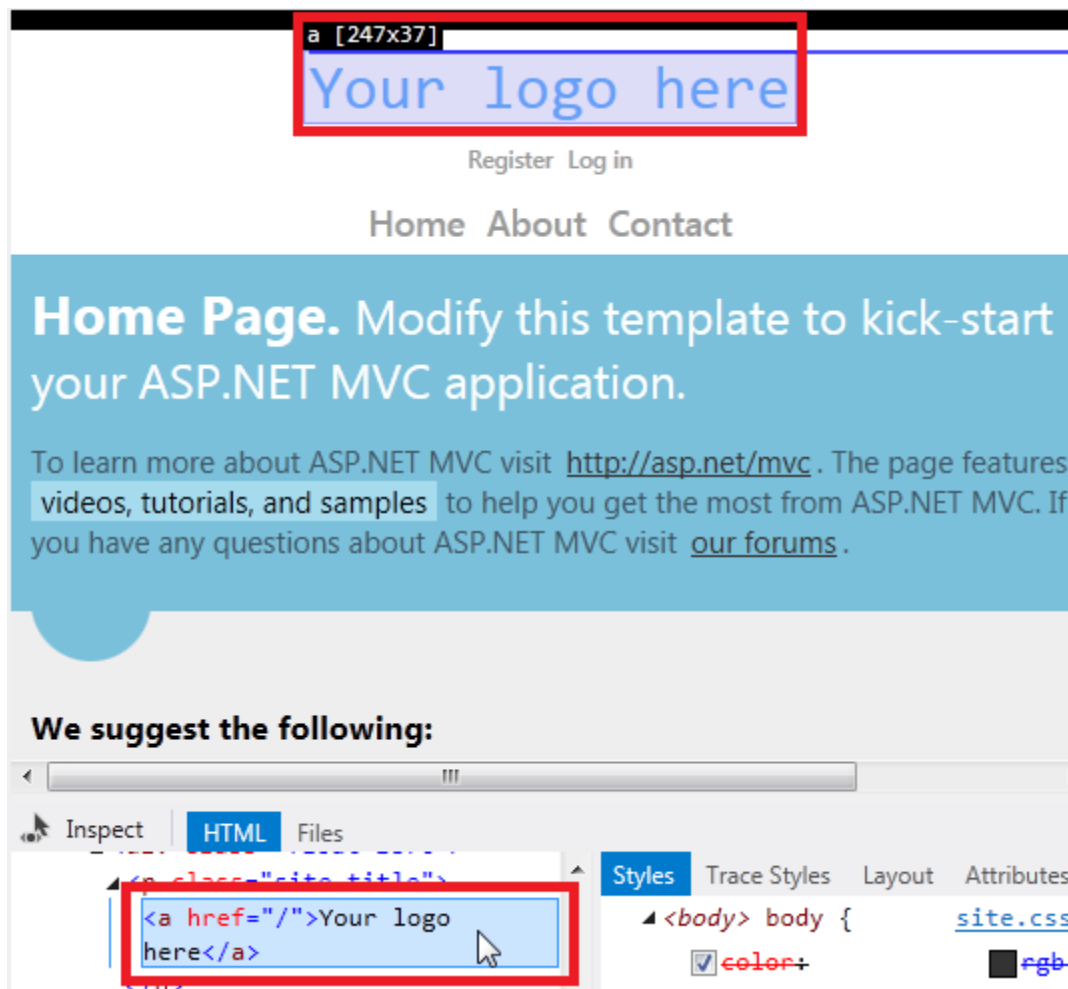 a [247x37]
Your logo here
Register Log in
Home About Contact
Home Page. Modify this template to kick-start
your ASP.NET MVC application.
To learn more about ASP.NET MVC visit http://asp.net/mvc . The page features
videos, tutorials, and samples to help you get the most from ASP.NET MVC. If
you have any questions about ASP.NET MVC visit our forums .
We suggest the following:
Inspect HTML Files
<p class="site-title">
<a href="/">Your logo
here</a>
Styles Trace Styles Layout Attributes
<body> body { site.css
color: rgb